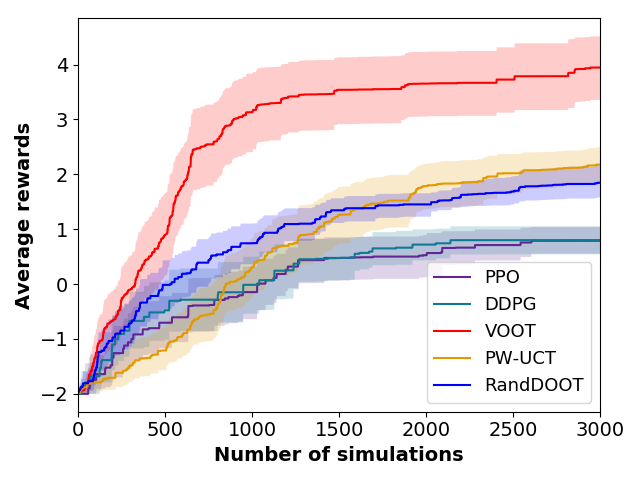 Average rewards
4
3
2
1
0
−1
−2
0 500 1000 1500 2000 2500 3000
Number of simulations
PPO
DDPG
VOOT
PW-UCT
RandDOOT